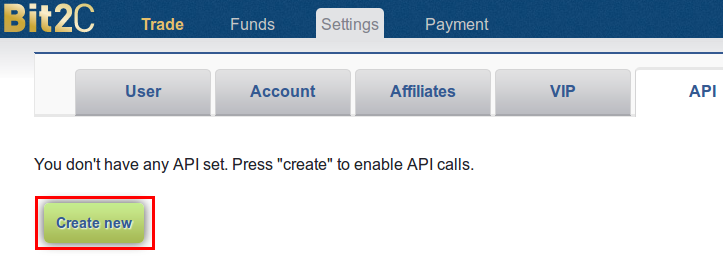 Bit2C
Trade Funds Settings Payment
User Account Affiliates VIP API
You don't have any API set. Press "create" to enable API calls.
Create new